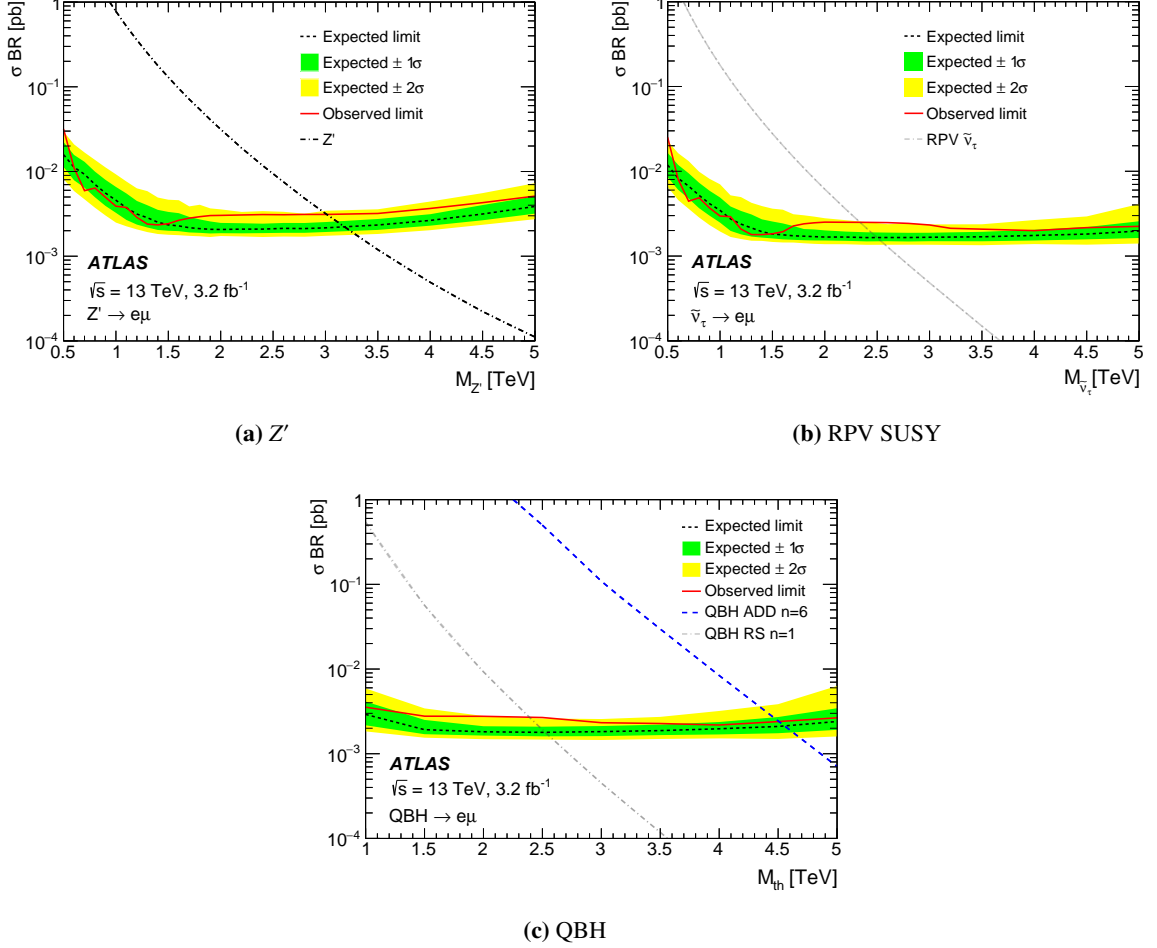 σ BR [pb]
1
10⁻¹
10⁻²
10⁻³
10⁻⁴
Expected limit
Expected ± 1σ
Expected ± 2σ
Observed limit
Z'
ATLAS
√s = 13 TeV, 3.2 fb⁻¹
Z' → eμ
0.5 1 1.5 2 2.5 3 3.5 4 4.5 5
M_Z' [TeV]
(a) Z′
σ BR [pb]
1
10⁻¹
10⁻²
10⁻³
10⁻⁴
Expected limit
Expected ± 1σ
Expected ± 2σ
Observed limit
RPV ν̃_τ
ATLAS
√s = 13 TeV, 3.2 fb⁻¹
ν̃_τ → eμ
0.5 1 1.5 2 2.5 3 3.5 4 4.5 5
M_ν̃_τ [TeV]
(b) RPV SUSY
σ BR [pb]
1
10⁻¹
10⁻²
10⁻³
10⁻⁴
Expected limit
Expected ± 1σ
Expected ± 2σ
Observed limit
QBH ADD n=6
QBH RS n=1
ATLAS
√s = 13 TeV, 3.2 fb⁻¹
QBH → eμ
1 1.5 2 2.5 3 3.5 4 4.5 5
M_th [TeV]
(c) QBH